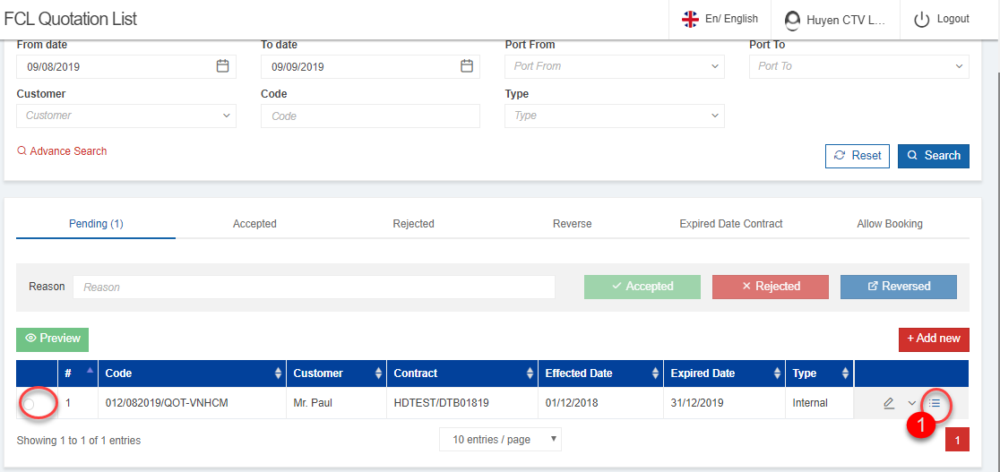 FCL Quotation List
En/ English
Huyen CTV L...
Logout
From date
To date
Port From
Port To
09/08/2019
09/09/2019
Port From
Port To
Customer
Code
Type
Customer
Code
Type
Advance Search
Reset
Search
Pending (1)
Accepted
Rejected
Reverse
Expired Date Contract
Allow Booking
Reason
Reason
Accepted
Rejected
Reversed
Preview
+ Add new
# Code Customer Contract Effected Date Expired Date Type
1 012/082019/QOT-VNHCM Mr. Paul HDTEST/DTB01819 01/12/2018 31/12/2019 Internal
1
Showing 1 to 1 of 1 entries
10 entries / page
1